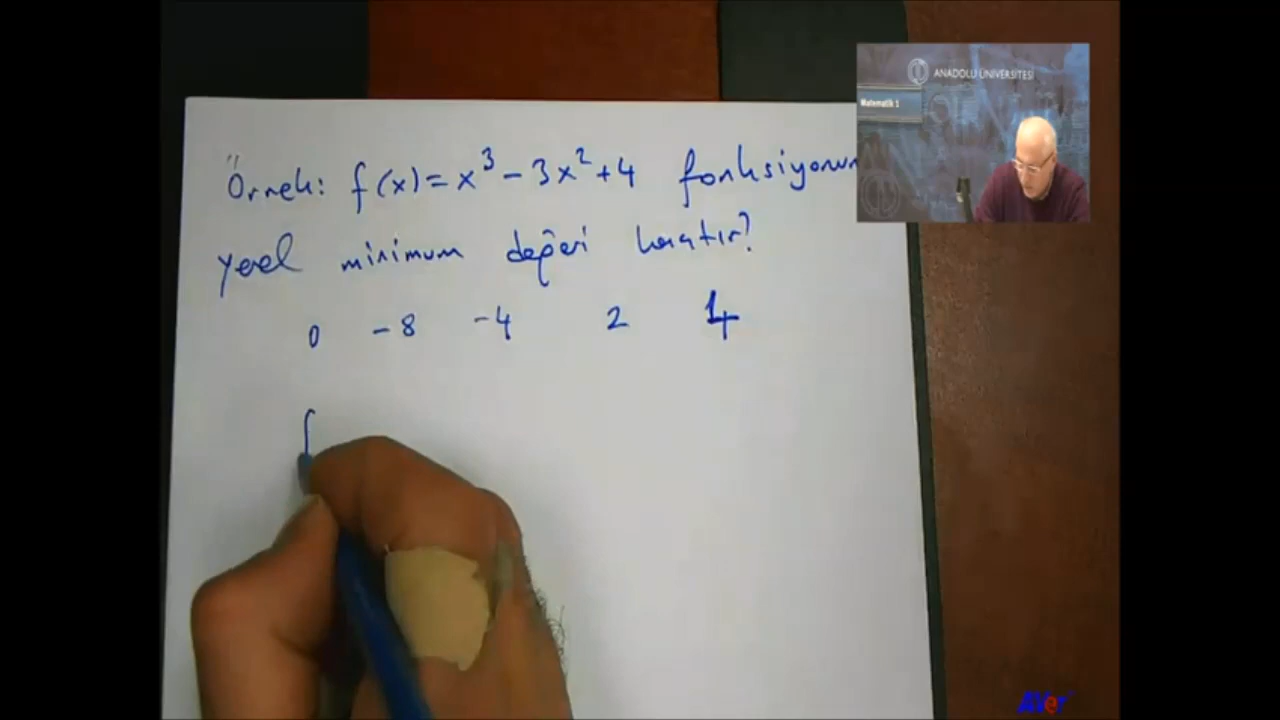 Örnek: f(x) = x³ - 3x² + 4 fonksiyonun
yerel minimum değeri kaçtır?
0 -8 -4 2 4
ANADOLU ÜNİVERSİTESİ
Matematik 1
AVer